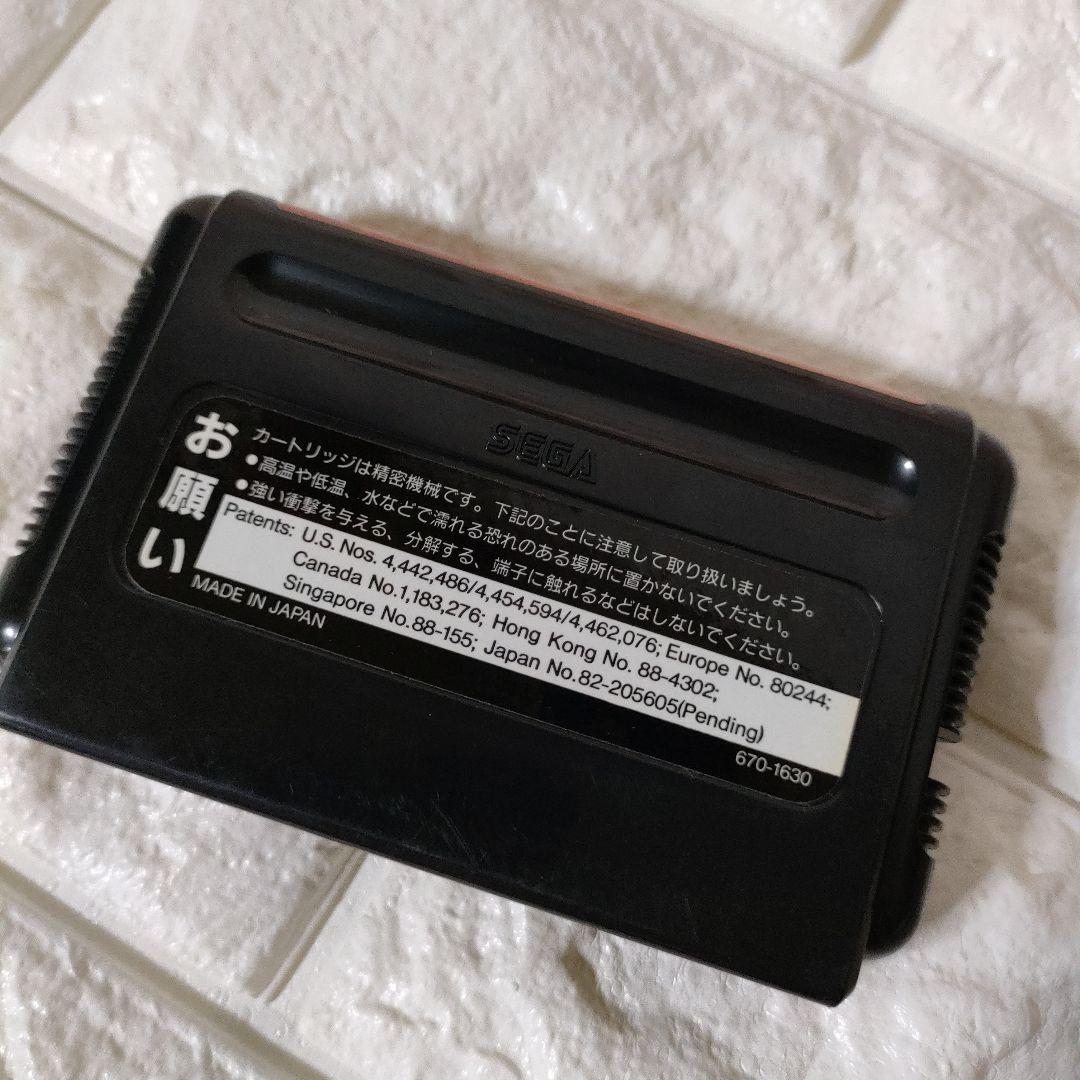 SEGA
お願い
カートリッジは精密機械です。下記のことに注意して取り扱いましょう。
•高温や低温、水などで濡れる恐れのある場所に置かないでください。
•強い衝撃を与える、分解する、端子に触れるなどはしないでください。
Patents: U.S. Nos. 4,442,486/4,454,594/4,462,076; Europe No. 80244;
Canada No.1,183,276; Hong Kong No. 88-4302;
Singapore No.88-155; Japan No.82-205605(Pending)
MADE IN JAPAN
670-1630